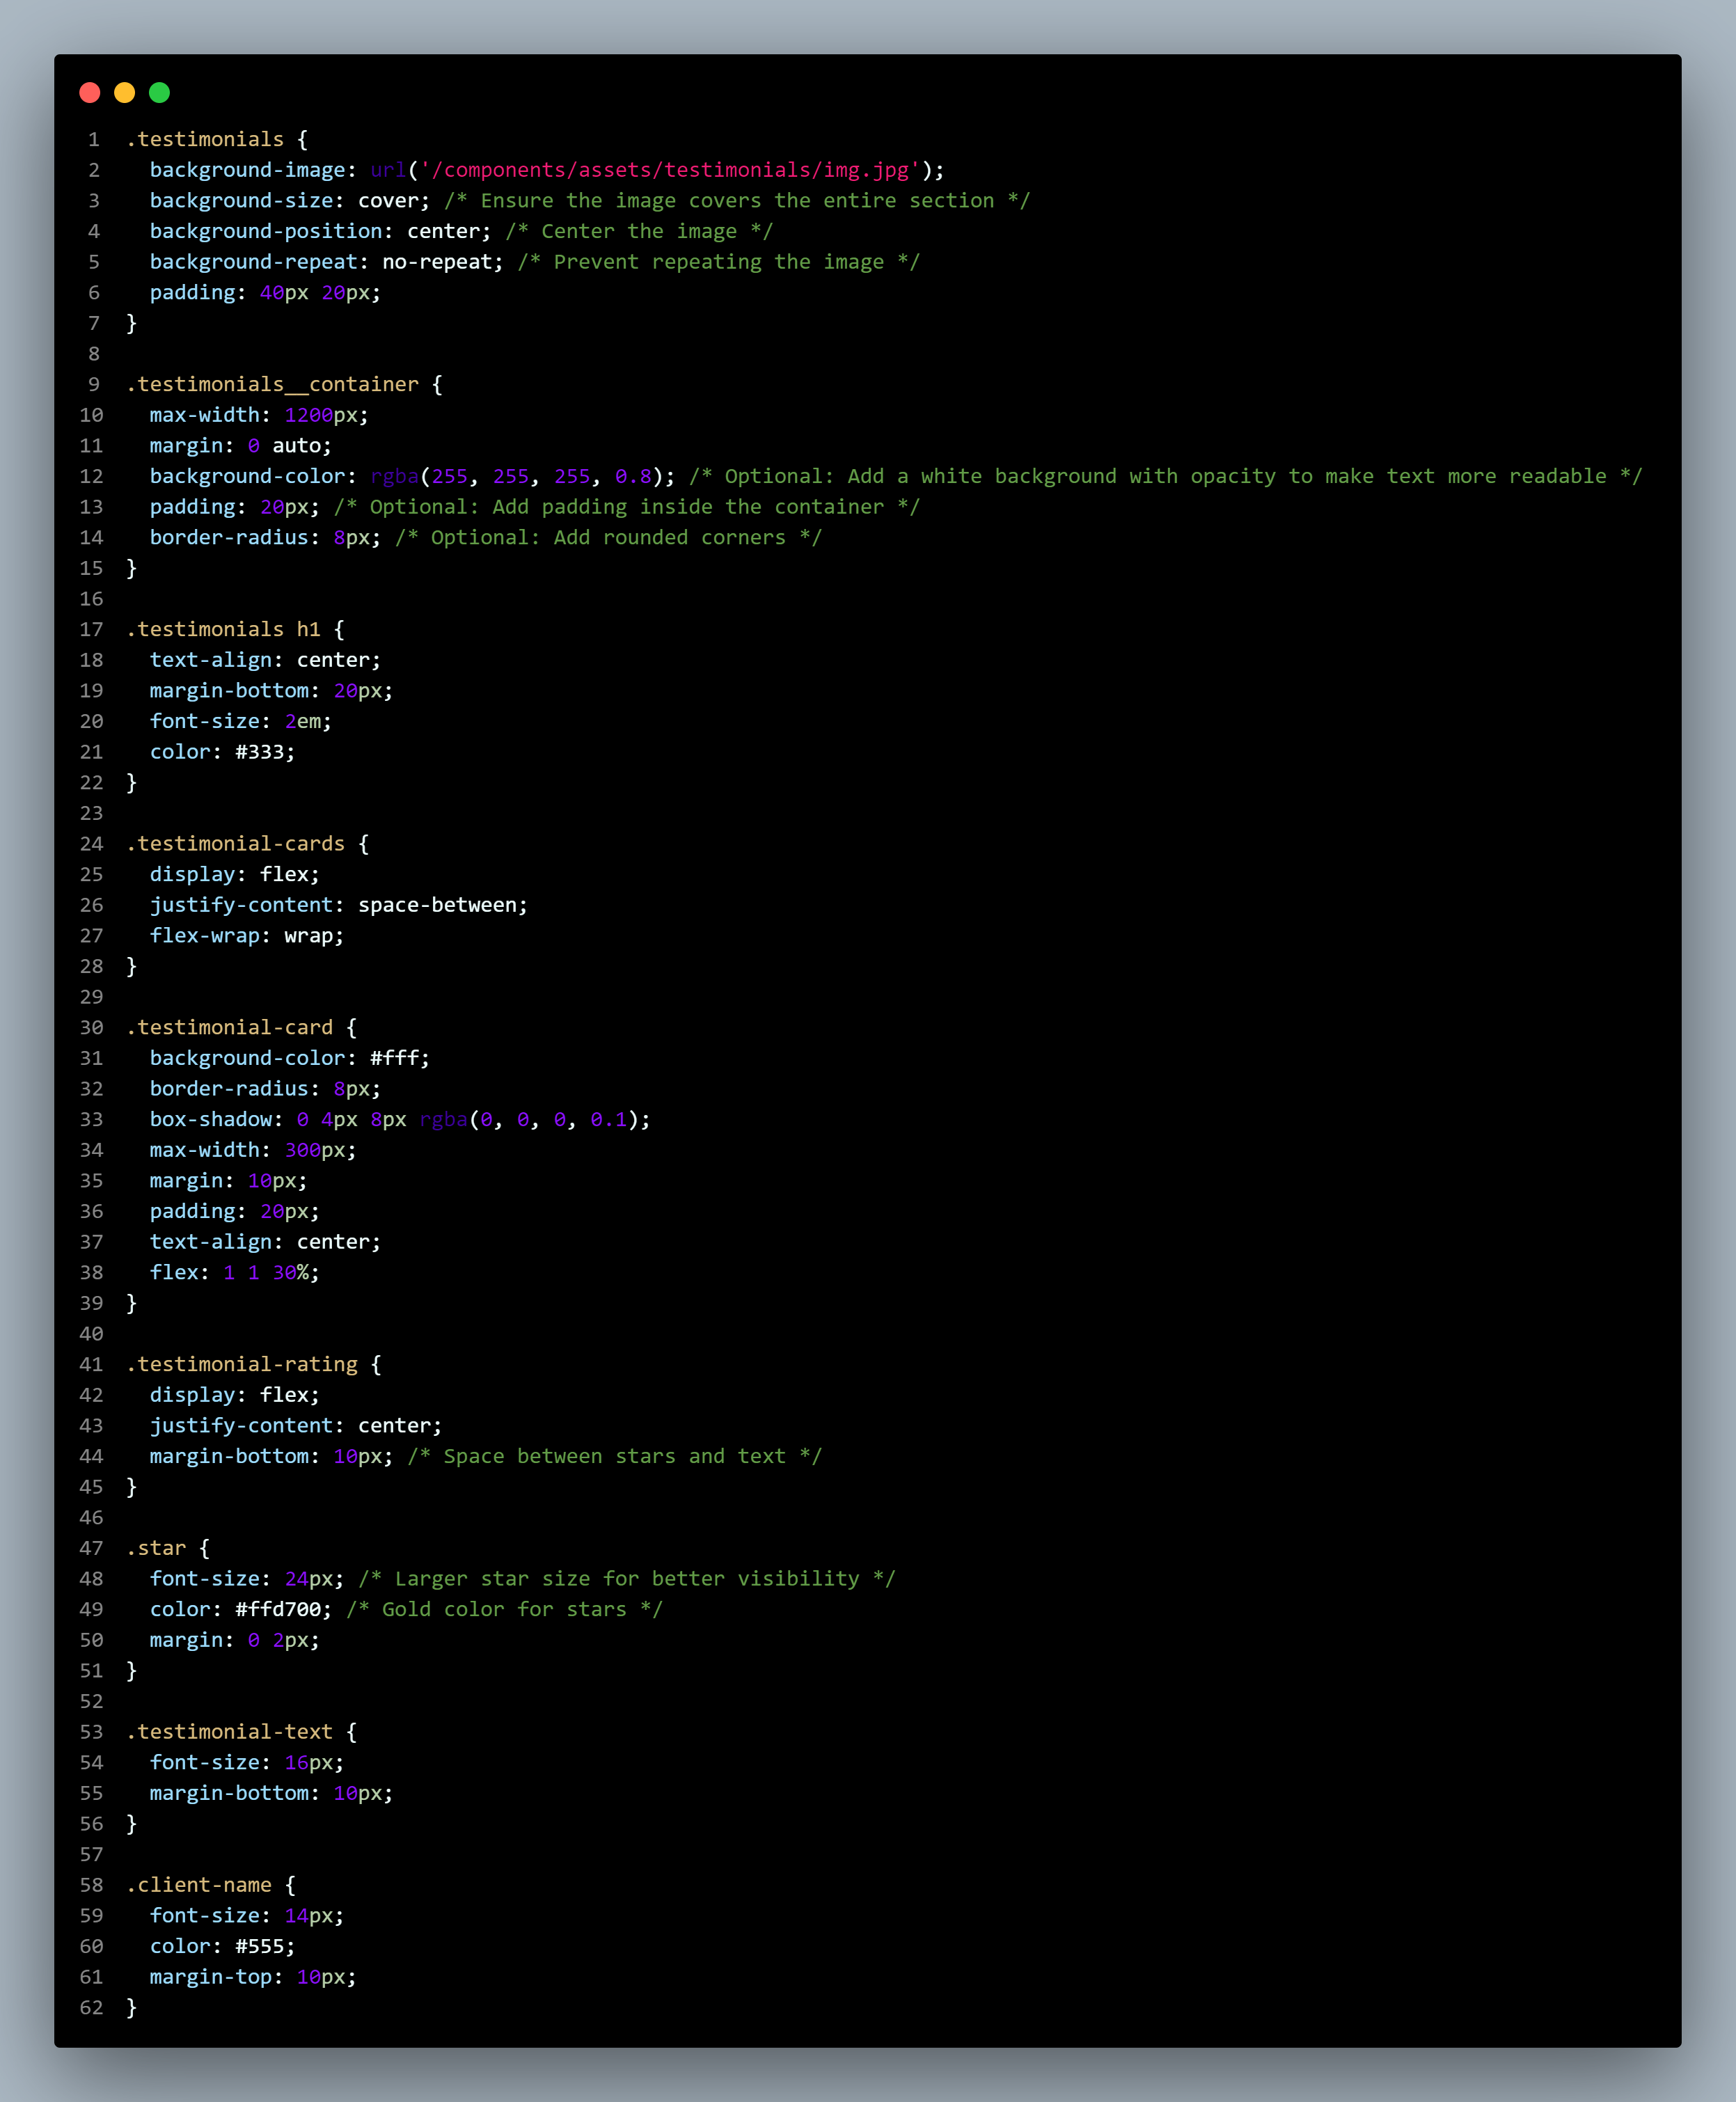 1 .testimonials {
2   background-image: url('/components/assets/testimonials/img.jpg');
3   background-size: cover; /* Ensure the image covers the entire section */
4   background-position: center; /* Center the image */
5   background-repeat: no-repeat; /* Prevent repeating the image */
6   padding: 40px 20px;
7 }
8
9 .testimonials__container {
10   max-width: 1200px;
11   margin: 0 auto;
12   background-color: rgba(255, 255, 255, 0.8); /* Optional: Add a white background with opacity to make text more readable */
13   padding: 20px; /* Optional: Add padding inside the container */
14   border-radius: 8px; /* Optional: Add rounded corners */
15 }
16
17 .testimonials h1 {
18   text-align: center;
19   margin-bottom: 20px;
20   font-size: 2em;
21   color: #333;
22 }
23
24 .testimonial-cards {
25   display: flex;
26   justify-content: space-between;
27   flex-wrap: wrap;
28 }
29
30 .testimonial-card {
31   background-color: #fff;
32   border-radius: 8px;
33   box-shadow: 0 4px 8px rgba(0, 0, 0, 0.1);
34   max-width: 300px;
35   margin: 10px;
36   padding: 20px;
37   text-align: center;
38   flex: 1 1 30%;
39 }
40
41 .testimonial-rating {
42   display: flex;
43   justify-content: center;
44   margin-bottom: 10px; /* Space between stars and text */
45 }
46
47 .star {
48   font-size: 24px; /* Larger star size for better visibility */
49   color: #ffd700; /* Gold color for stars */
50   margin: 0 2px;
51 }
52
53 .testimonial-text {
54   font-size: 16px;
55   margin-bottom: 10px;
56 }
57
58 .client-name {
59   font-size: 14px;
60   color: #555;
61   margin-top: 10px;
62 }